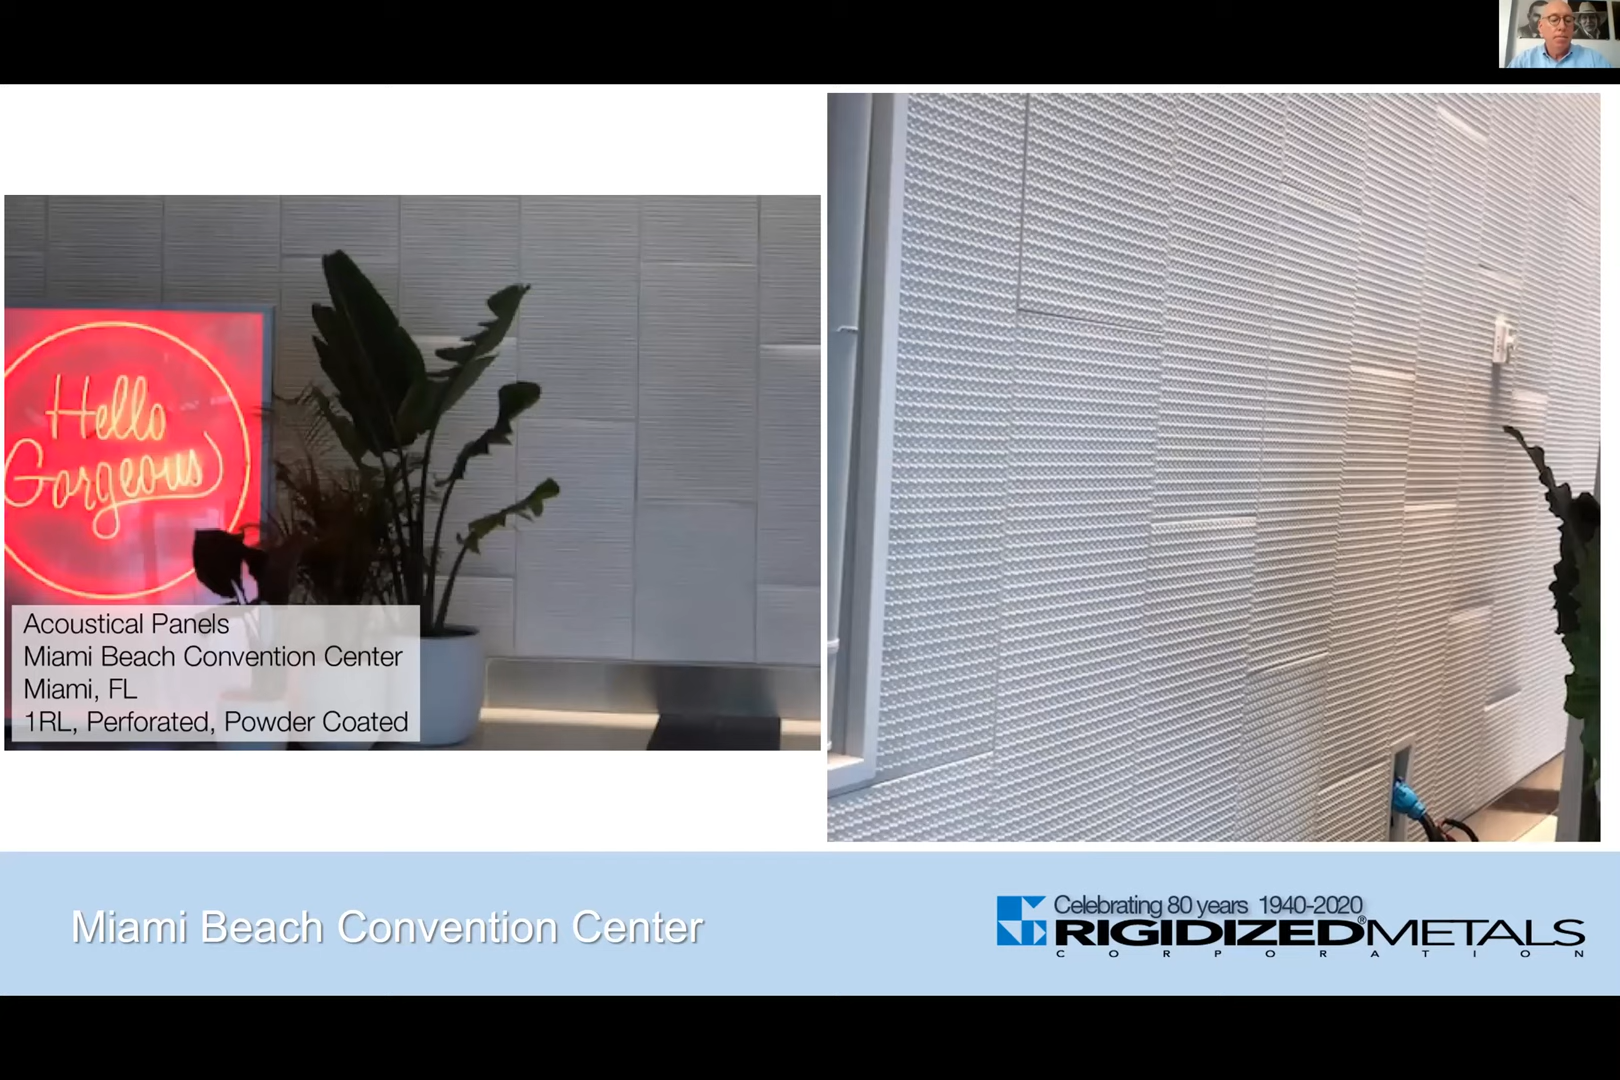 Hello
Gorgeous
Acoustical Panels
Miami Beach Convention Center
Miami, FL
1RL, Perforated, Powder Coated
Miami Beach Convention Center
Celebrating 80 years 1940-2020
RIGIDIZED®METALS
CORPORATION